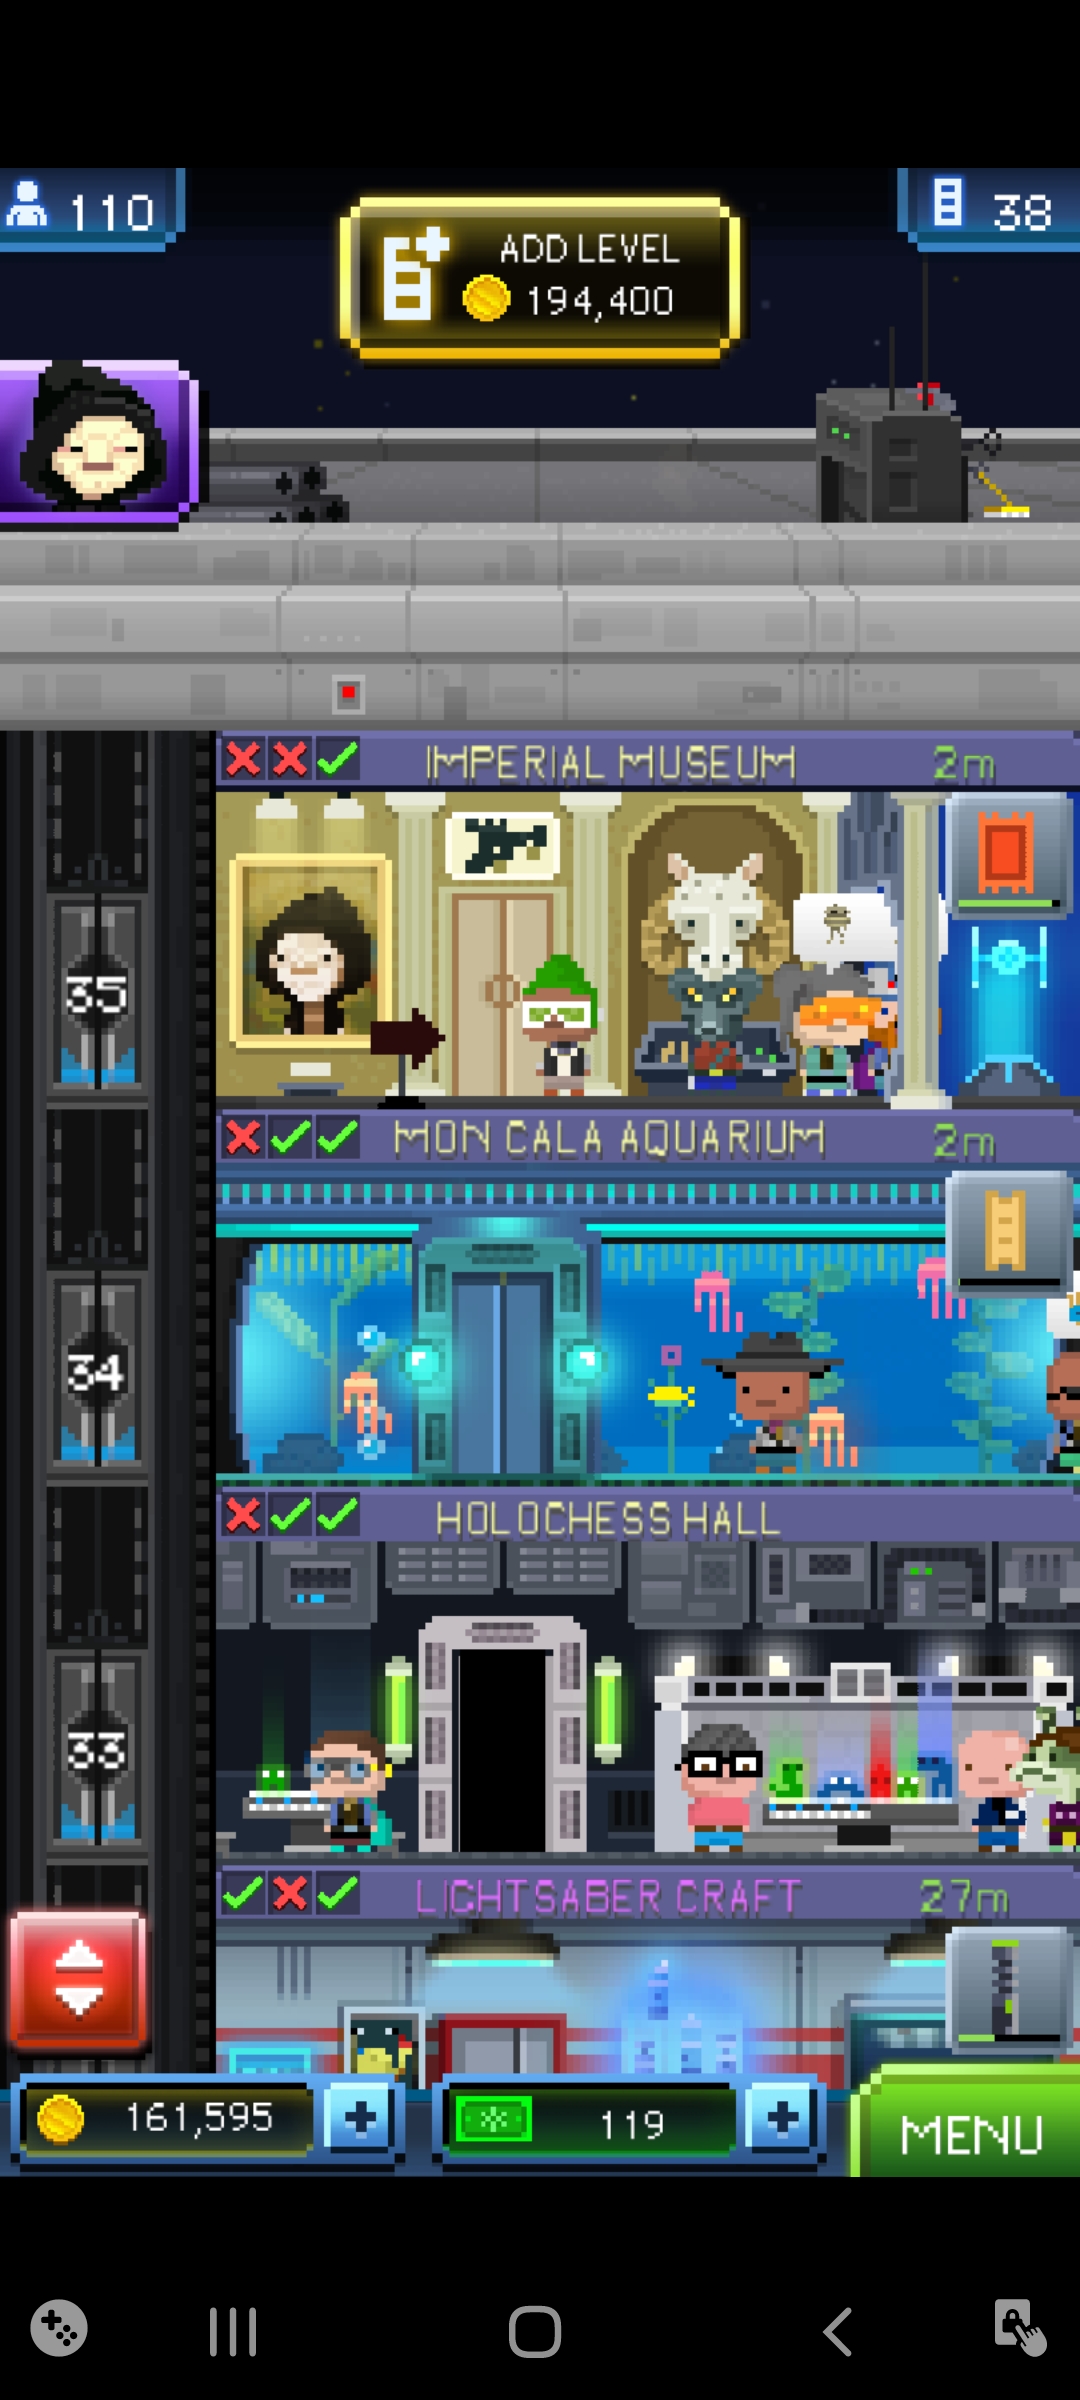 110
ADD LEVEL
194,400
38
IMPERIAL MUSEUM 2m
35
MON CALA AQUARIUM 2m
34
HOLOCHESS HALL
33
LIGHTSABER CRAFT 27m
161,595
119
MENU